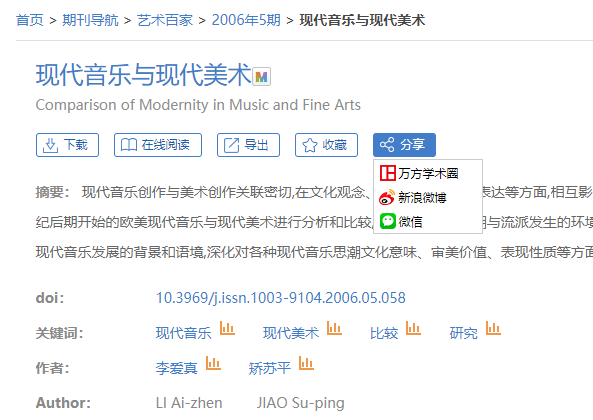 首页 > 期刊导航 > 艺术百家 > 2006年5期 > 现代音乐与现代美术
现代音乐与现代美术 M
Comparison of Modernity in Music and Fine Arts
下载 在线阅读 导出 收藏 分享
万方学术圈
新浪微博
微信
摘要： 现代音乐创作与美术创作关联密切,在文化观念、 表达等方面,相互影
纪后期开始的欧美现代音乐与现代美术进行分析和比较, 期与流派发生的环境
现代音乐发展的背景和语境,深化对各种现代音乐思潮文化意味、审美价值、表现性质等方面
doi： 10.3969/j.issn.1003-9104.2006.05.058
关键词： 现代音乐 现代美术 比较 研究
作者： 李爱真 矫苏平
Author： LI Ai-zhen JIAO Su-ping